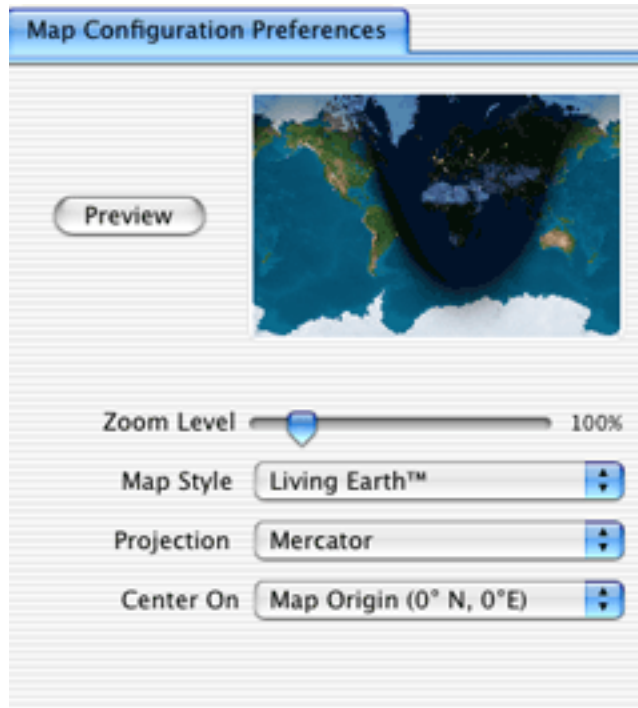 Map Configuration Preferences
Preview
Zoom Level 100%
Map Style Living Earth™
Projection Mercator
Center On Map Origin (0° N, 0°E)